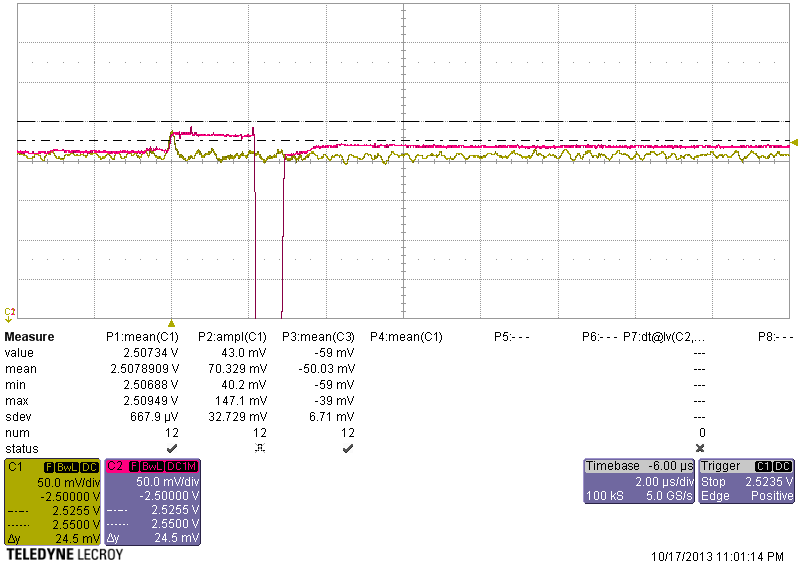 C2
Measure P1:mean(C1) P2:ampl(C1) P3:mean(C3) P4:mean(C1) P5:- - - P6:- - - P7:dt@lv(C2,... P8:- - -
value 2.50734 V 43.0 mV -59 mV ---
mean 2.5078909 V 70.329 mV -50.03 mV ---
min 2.50688 V 40.2 mV -59 mV ---
max 2.50949 V 147.1 mV -39 mV ---
sdev 667.9 µV 32.729 mV 6.71 mV ---
num 12 12 12 0
status
C1 F BwL DC
50.0 mV/div
-2.50000 V
2.5255 V
2.5500 V
Δy 24.5 mV
C2 F BwL DC1M
50.0 mV/div
-2.50000 V
2.5255 V
2.5500 V
Δy 24.5 mV
Timebase -6.00 µs
2.00 µs/div
100 kS 5.0 GS/s
Trigger C1 DC
Stop 2.5235 V
Edge Positive
TELEDYNE LECROY
10/17/2013 11:01:14 PM